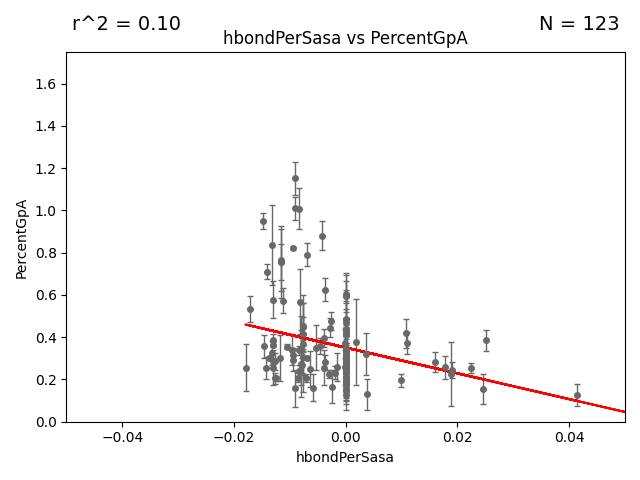 r^2 = 0.10
N = 123
hbondPerSasa vs PercentGpA
PercentGpA
1.6
1.4
1.2
1.0
0.8
0.6
0.4
0.2
0.0
−0.04
−0.02
0.00
0.02
0.04
hbondPerSasa